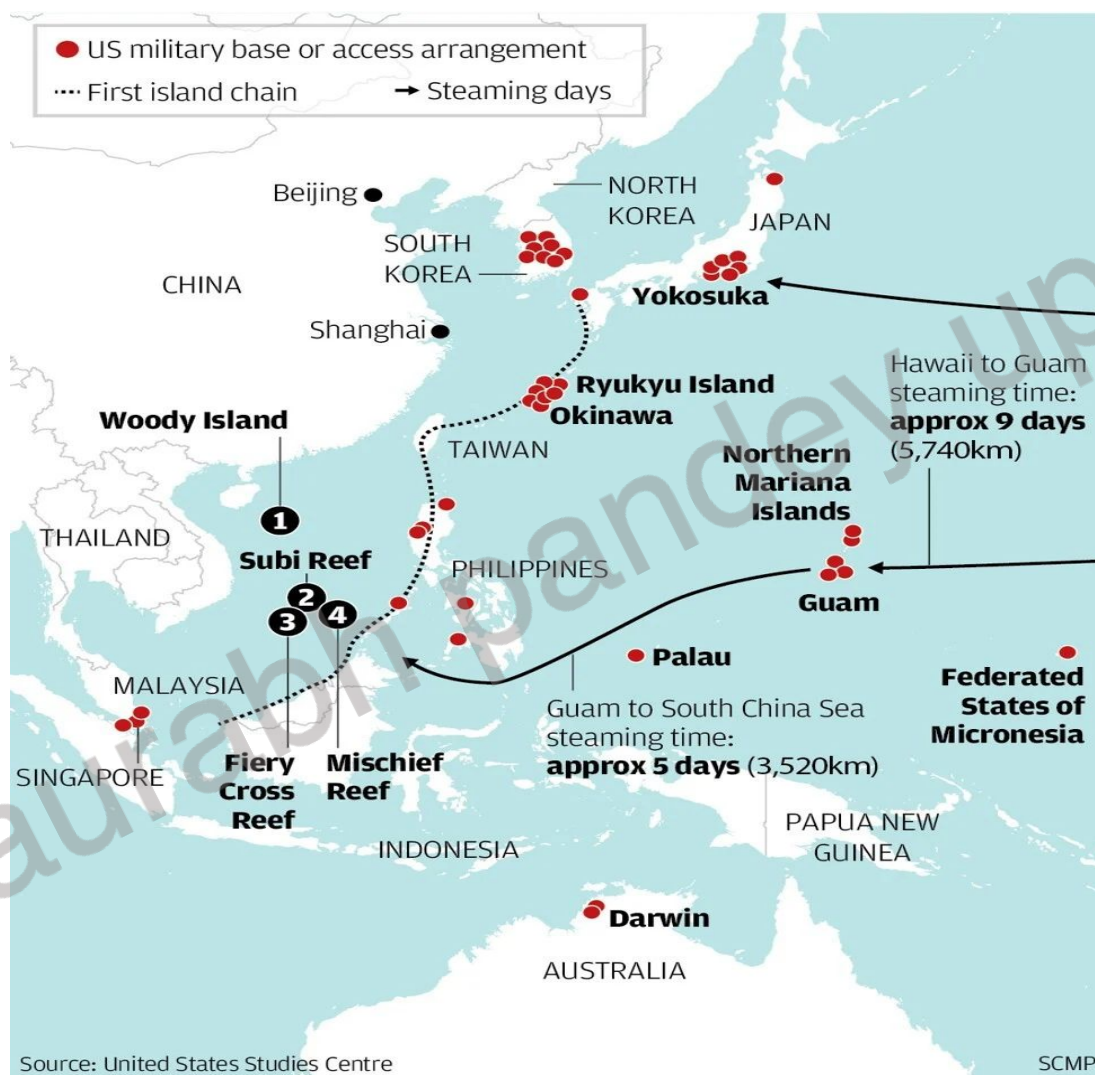 US military base or access arrangement
First island chain
Steaming days
Beijing
NORTH
KOREA
JAPAN
SOUTH
KOREA
CHINA
Yokosuka
Shanghai
Hawaii to Guam
steaming time:
approx 9 days
(5,740km)
Ryukyu Island
Okinawa
Woody Island
TAIWAN
Northern
Mariana
Islands
1
THAILAND
Subi Reef
PHILIPPINES
2
3
4
Guam
Palau
MALAYSIA
Federated
States of
Micronesia
Guam to South China Sea
steaming time:
approx 5 days (3,520km)
SINGAPORE
Fiery
Cross
Reef
Mischief
Reef
PAPUA NEW
GUINEA
INDONESIA
Darwin
AUSTRALIA
Source: United States Studies Centre
SCMP
aurabh pandey up